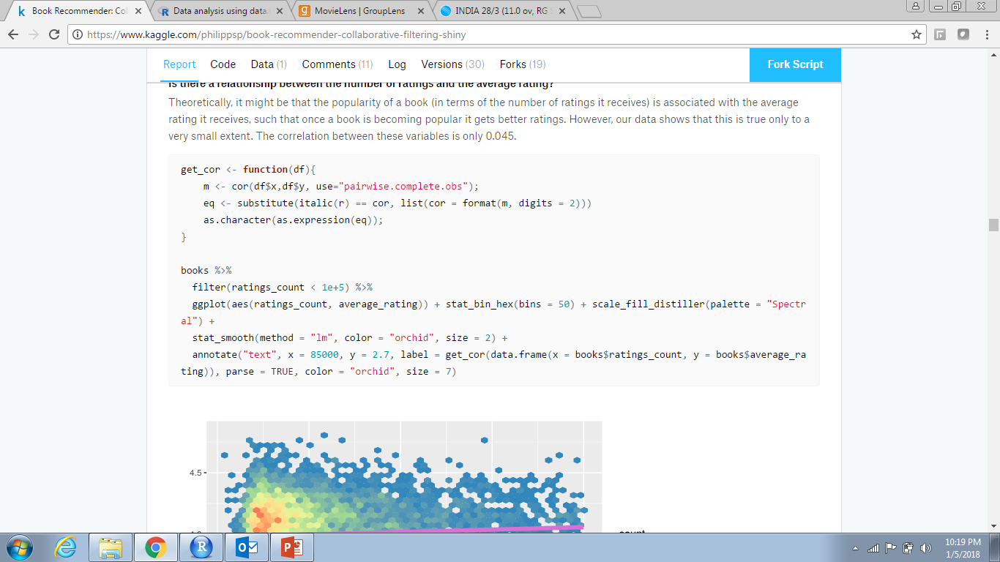 Book Recommender: Col
Data analysis using data.
MovieLens | GroupLens
INDIA 28/3 (11.0 ov, RG S
https://www.kaggle.com/philippsp/book-recommender-collaborative-filtering-shiny
Report Code Data (1) Comments (11) Log Versions (30) Forks (19) Fork Script
Is there a relationship between the number of ratings and the average rating?
Theoretically, it might be that the popularity of a book (in terms of the number of ratings it receives) is associated with the average
rating it receives, such that once a book is becoming popular it gets better ratings. However, our data shows that this is true only to a
very small extent. The correlation between these variables is only 0.045.
get_cor <- function(df){
    m <- cor(df$x,df$y, use="pairwise.complete.obs");
    eq <- substitute(italic(r) == cor, list(cor = format(m, digits = 2)))
    as.character(as.expression(eq));
}
books %>%
  filter(ratings_count < 1e+5) %>%
  ggplot(aes(ratings_count, average_rating)) + stat_bin_hex(bins = 50) + scale_fill_distiller(palette = "Spectr
al") +
  stat_smooth(method = "lm", color = "orchid", size = 2) +
  annotate("text", x = 85000, y = 2.7, label = get_cor(data.frame(x = books$ratings_count, y = books$average_ra
ting)), parse = TRUE, color = "orchid", size = 7)
4.5
count
10:19 PM
1/5/2018